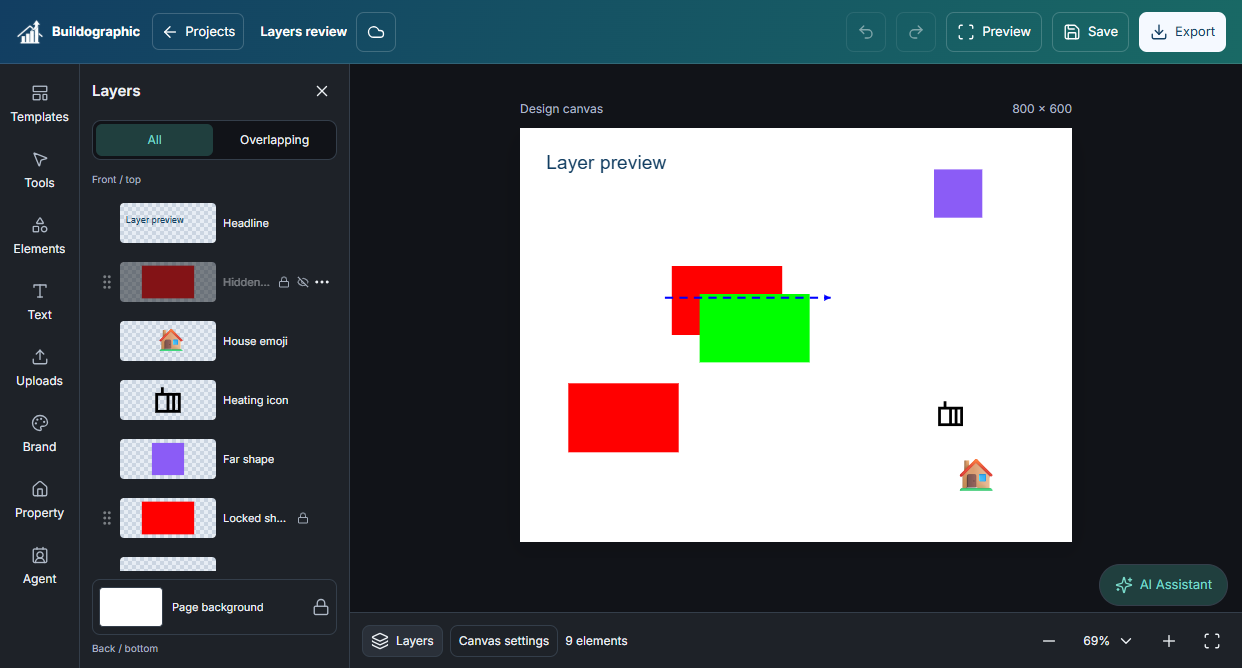 Buildographic
Projects
Layers review
Preview
Save
Export
Templates
Tools
Elements
Text
Uploads
Brand
Property
Agent
Layers
All
Overlapping
Front / top
Layer preview
Headline
Hidden...
House emoji
Heating icon
Far shape
Locked sh...
Page background
Back / bottom
Design canvas
800 × 600
Layer preview
AI Assistant
Layers
Canvas settings
9 elements
69%